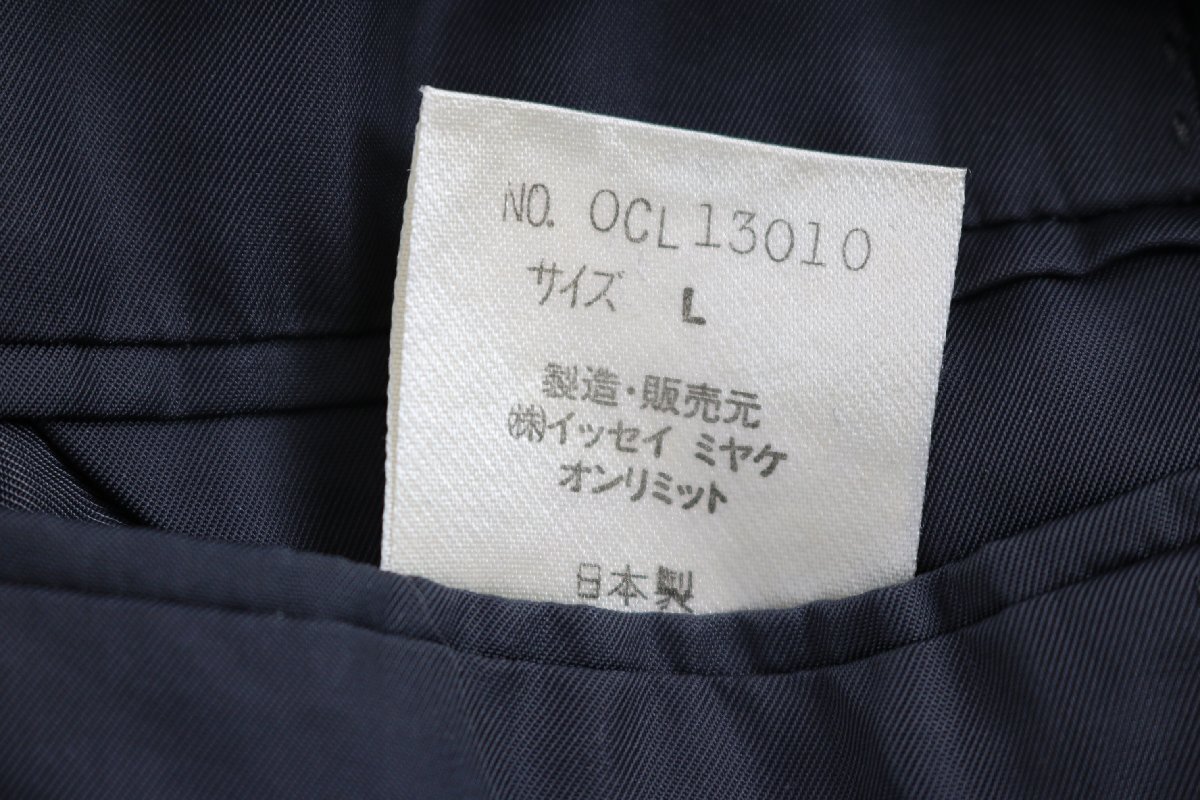 NO. OCL13010
サイズ L
製造・販売元
㈱イッセイ ミヤケ
オンリミット
日本製